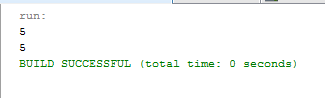 run:
5
5
BUILD SUCCESSFUL (total time: 0 seconds)